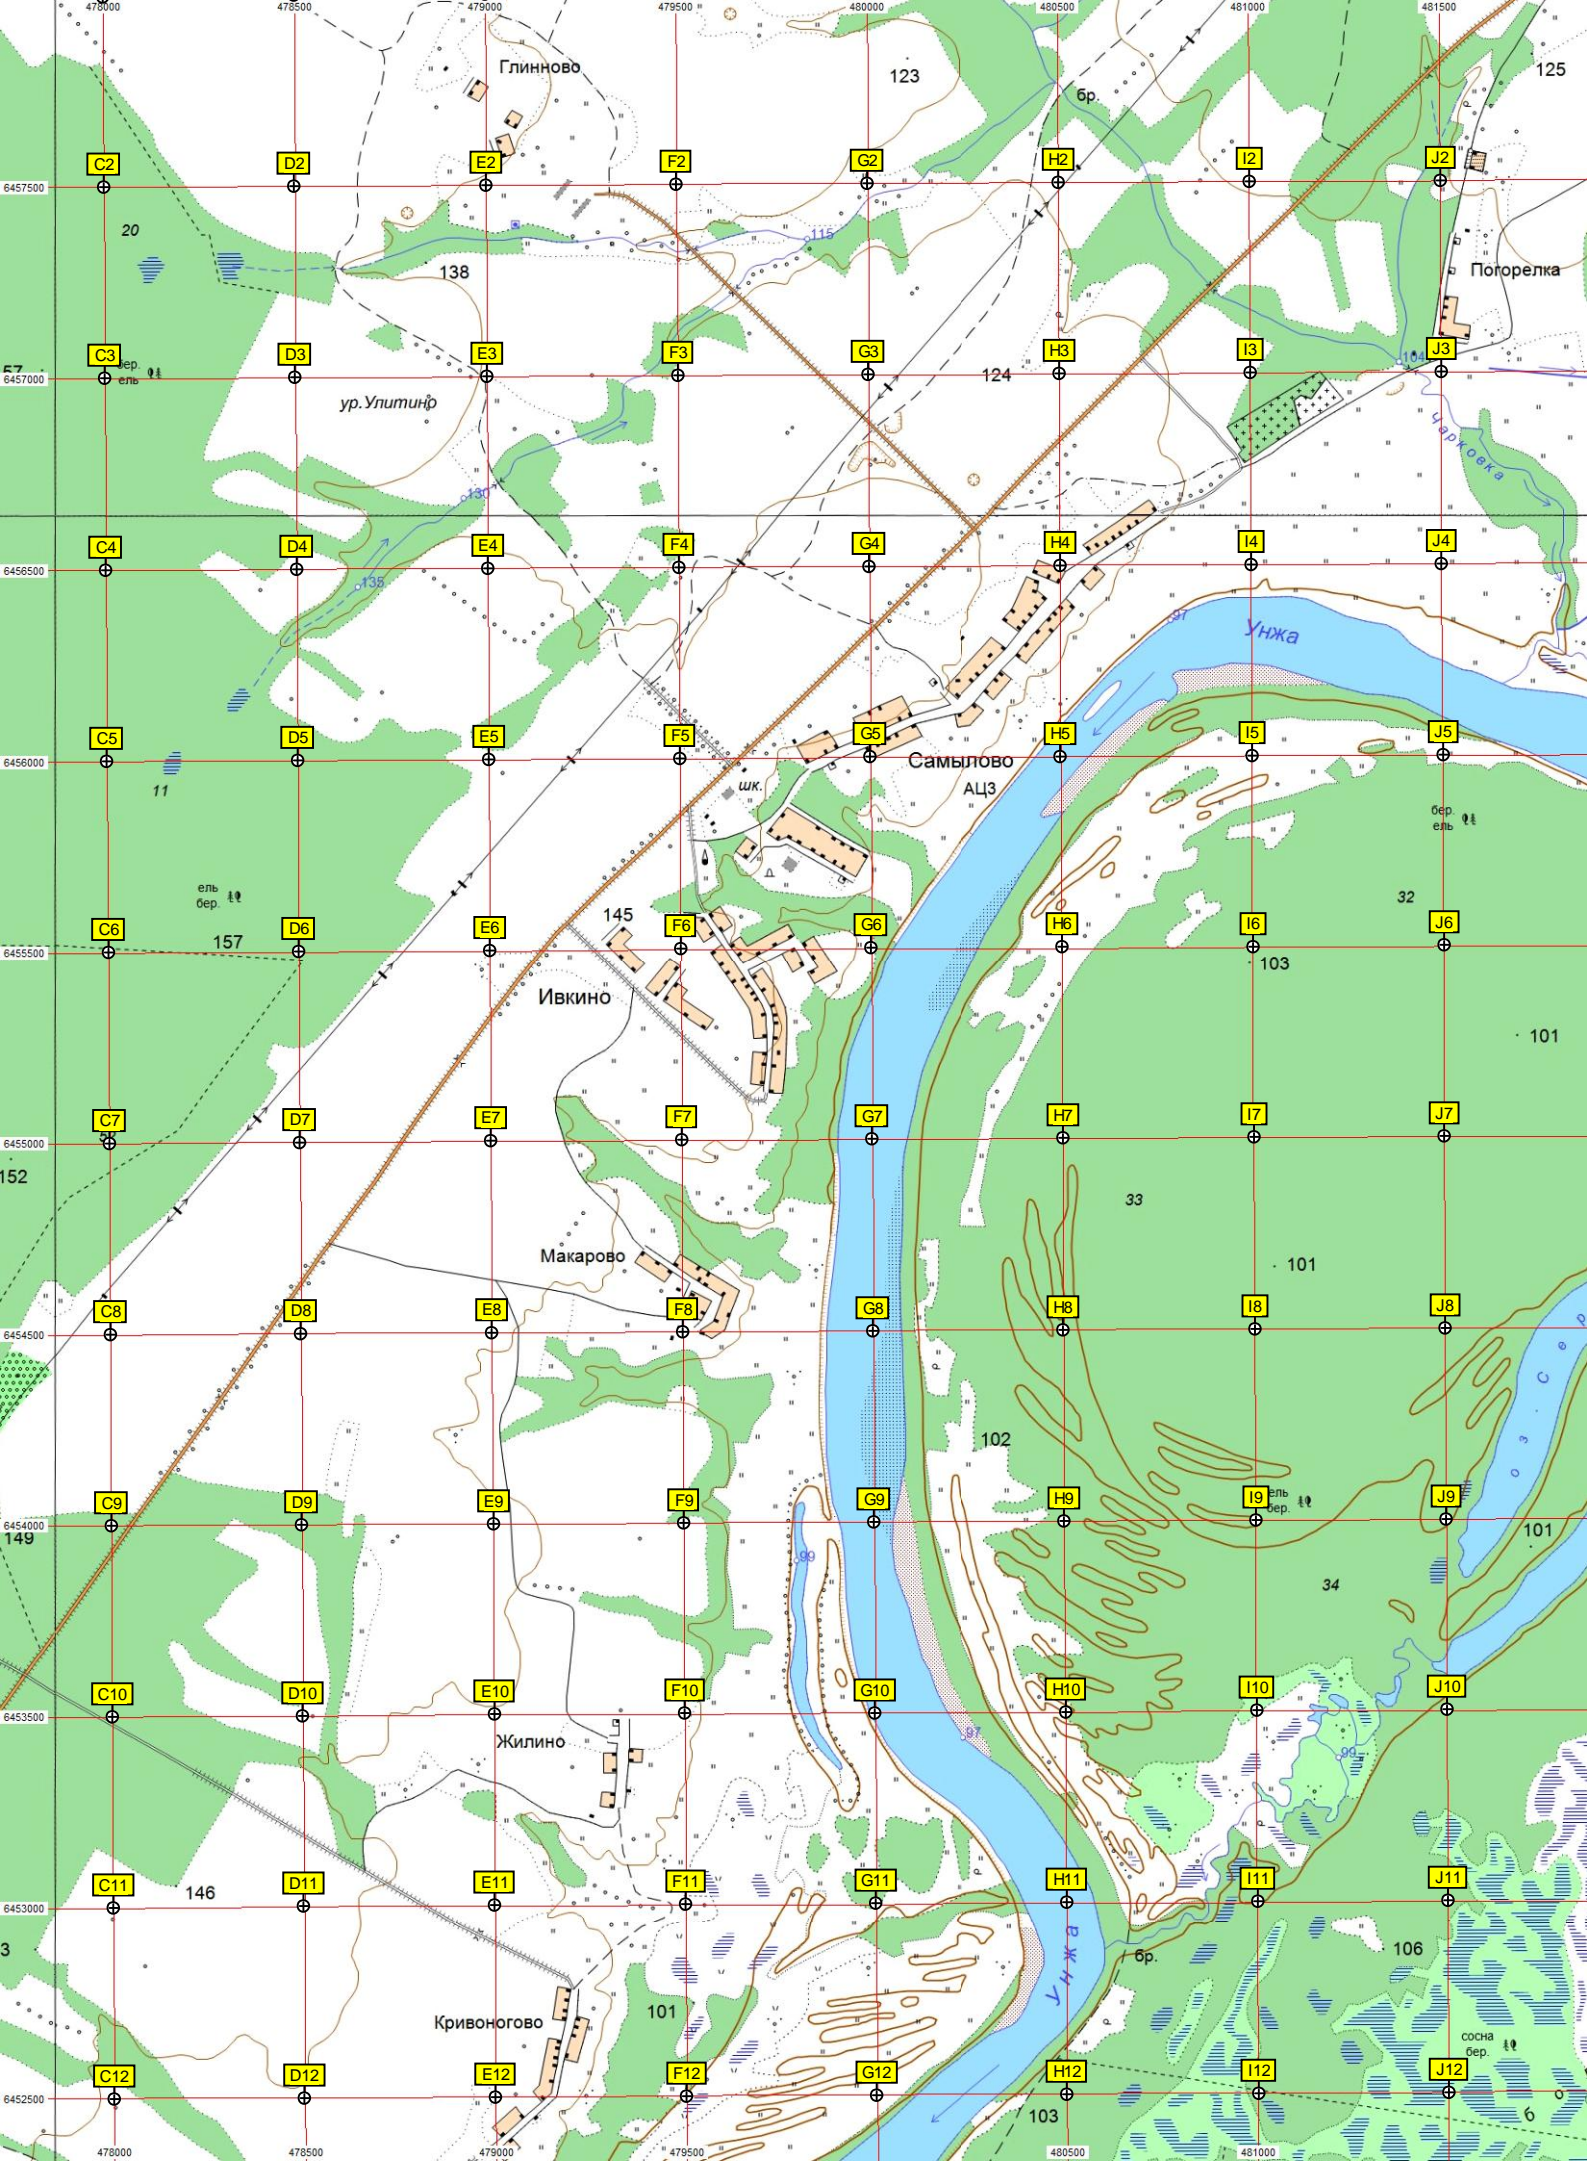 478000 478500 479000 479500 480000 480500 481000 481500
Глинново
123
бр.
125
C2 D2 E2 F2 G2 H2 I2 J2
6457500
20
115
138
Погорелка
C3 D3 E3 F3 G3 H3 I3 J3
104
57
бер.
ель
6457000
124
ур.Улитино
Чарковка
130
C4 D4 E4 F4 G4 H4 I4 J4
6456500
135
97
Унжа
C5 D5 E5 F5 G5 H5 I5 J5
6456000
Самылово
11
шк.
АЦЗ
бер.
ель
ель
бер.
32
145
C6 D6 E6 F6 G6 H6 I6 J6
157
6455500
103
Ивкино
101
C7 D7 E7 F7 G7 H7 I7 J7
6455000
152
33
Макарово
101
C8 D8 E8 F8 G8 H8 I8 J8
6454500
о з . С е р
102
C9 D9 E9 F9 G9 H9 I9 J9
ель
бер.
6454000
149
101
99
34
C10 D10 E10 F10 G10 H10 I10 J10
6453500
97
Жилино
99
C11 D11 E11 F11 G11 H11 I11 J11
146
6453000
3
106
бр.
Унжа
101
Кривоногово
сосна
бер.
C12 D12 E12 F12 G12 H12 I12 J12
6452500
103
б о
478000 478500 479000 479500 480500 481000